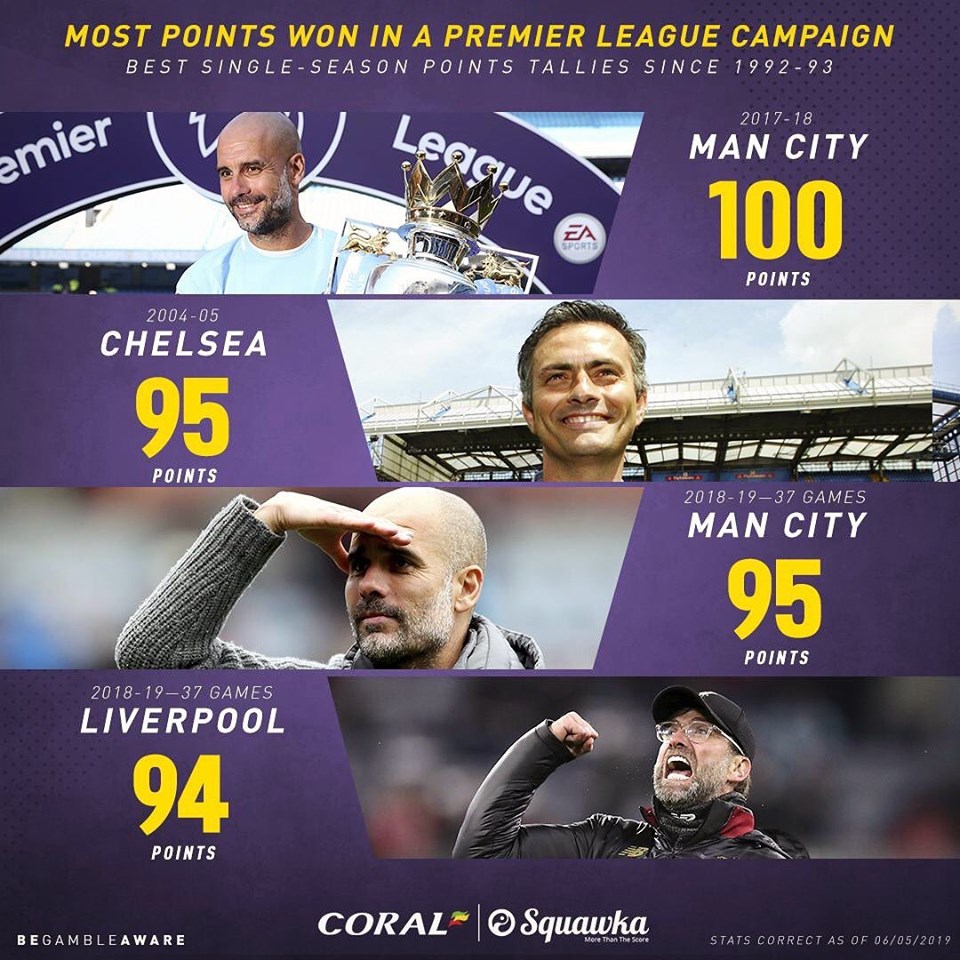 MOST POINTS WON IN A PREMIER LEAGUE CAMPAIGN
BEST SINGLE-SEASON POINTS TALLIES SINCE 1992-93
emier
League
EA
SPORTS
2017-18
MAN CITY
100
POINTS
2004-05
CHELSEA
95
POINTS
2018-19—37 GAMES
MAN CITY
95
POINTS
2018-19—37 GAMES
LIVERPOOL
94
POINTS
BEGAMBLEAWARE
CORAL
Squawka
More Than The Score
STATS CORRECT AS OF 06/05/2019